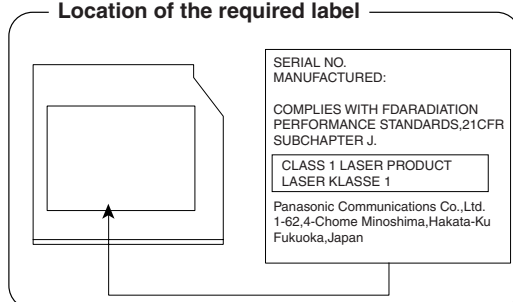 Location of the required label
SERIAL NO.
MANUFACTURED:
COMPLIES WITH FDARADIATION
PERFORMANCE STANDARDS,21CFR
SUBCHAPTER J.
CLASS 1 LASER PRODUCT
LASER KLASSE 1
Panasonic Communications Co.,Ltd.
1-62,4-Chome Minoshima,Hakata-Ku
Fukuoka,Japan